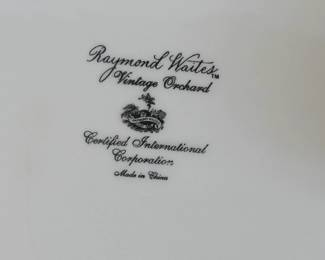 Raymond Waites™
Vintage Orchard
Certified International
Corporation
Made in China